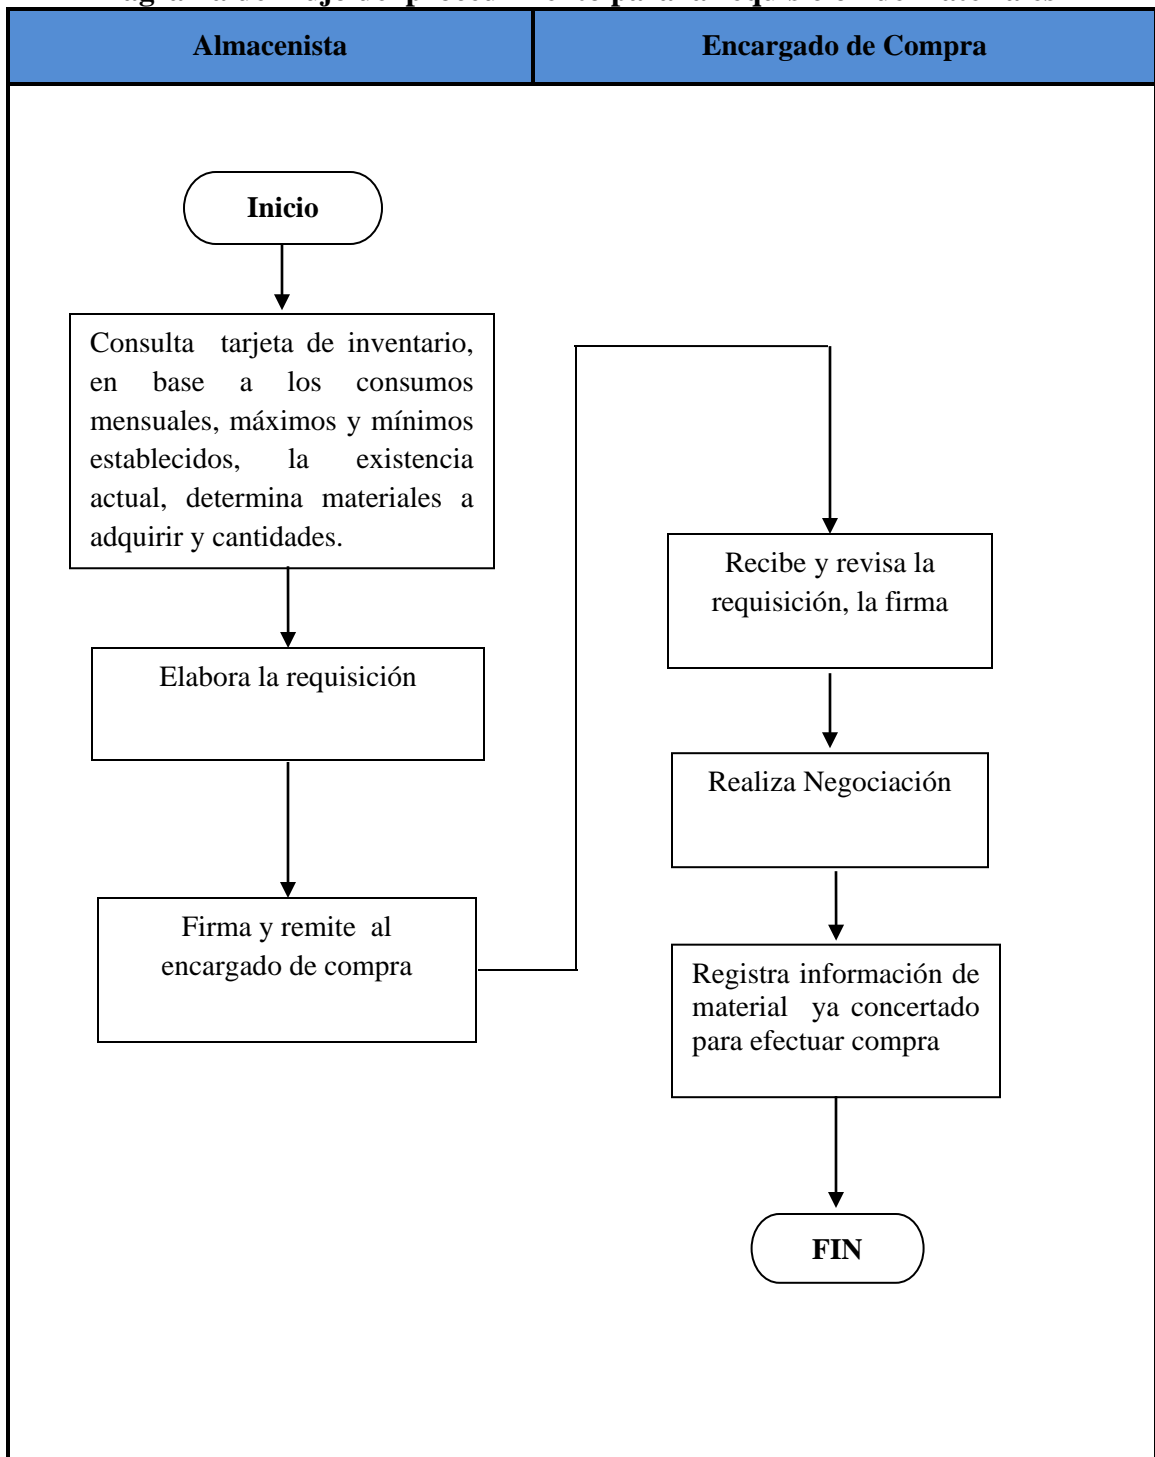 Almacenista
Encargado de Compra
Inicio
Consulta tarjeta de inventario,
en base a los consumos
mensuales, máximos y mínimos
establecidos, la existencia
actual, determina materiales a
adquirir y cantidades.
Elabora la requisición
Firma y remite al
encargado de compra
Recibe y revisa la
requisición, la firma
Realiza Negociación
Registra información de
material ya concertado
para efectuar compra
FIN